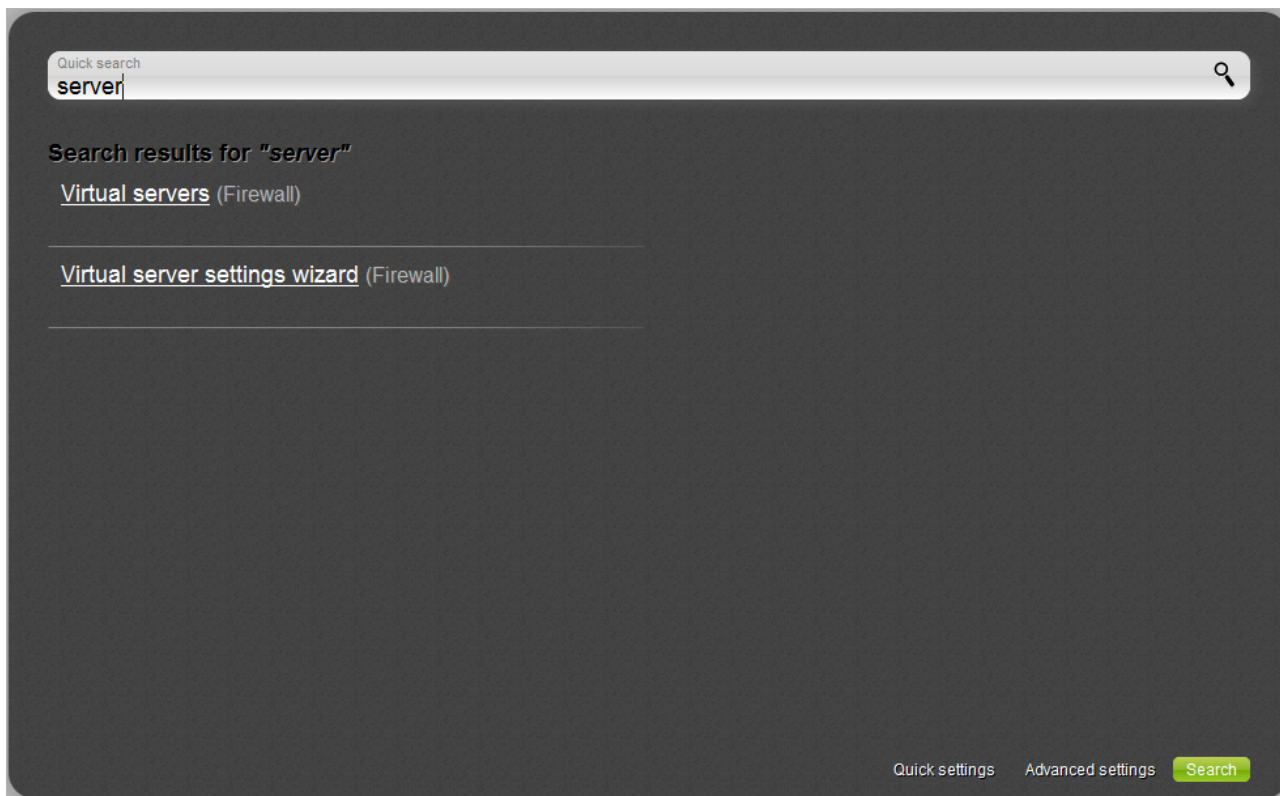 Quick search
server
Search results for "server"
Virtual servers (Firewall)
Virtual server settings wizard (Firewall)
Quick settings Advanced settings Search